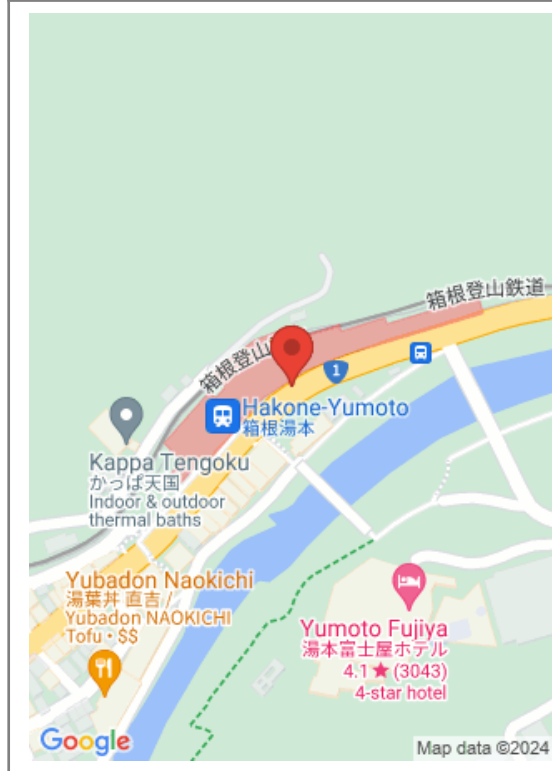 箱根登山鉄道
箱根登山
1
Hakone-Yumoto
箱根湯本
Kappa Tengoku
かっぱ天国
Indoor & outdoor
thermal baths
Yubadon Naokichi
湯葉丼 直吉 /
Yubadon NAOKICHI
Tofu • $$
Yumoto Fujiya
湯本富士屋ホテル
4.1★ (3043)
4-star hotel
Google
Map data ©2024